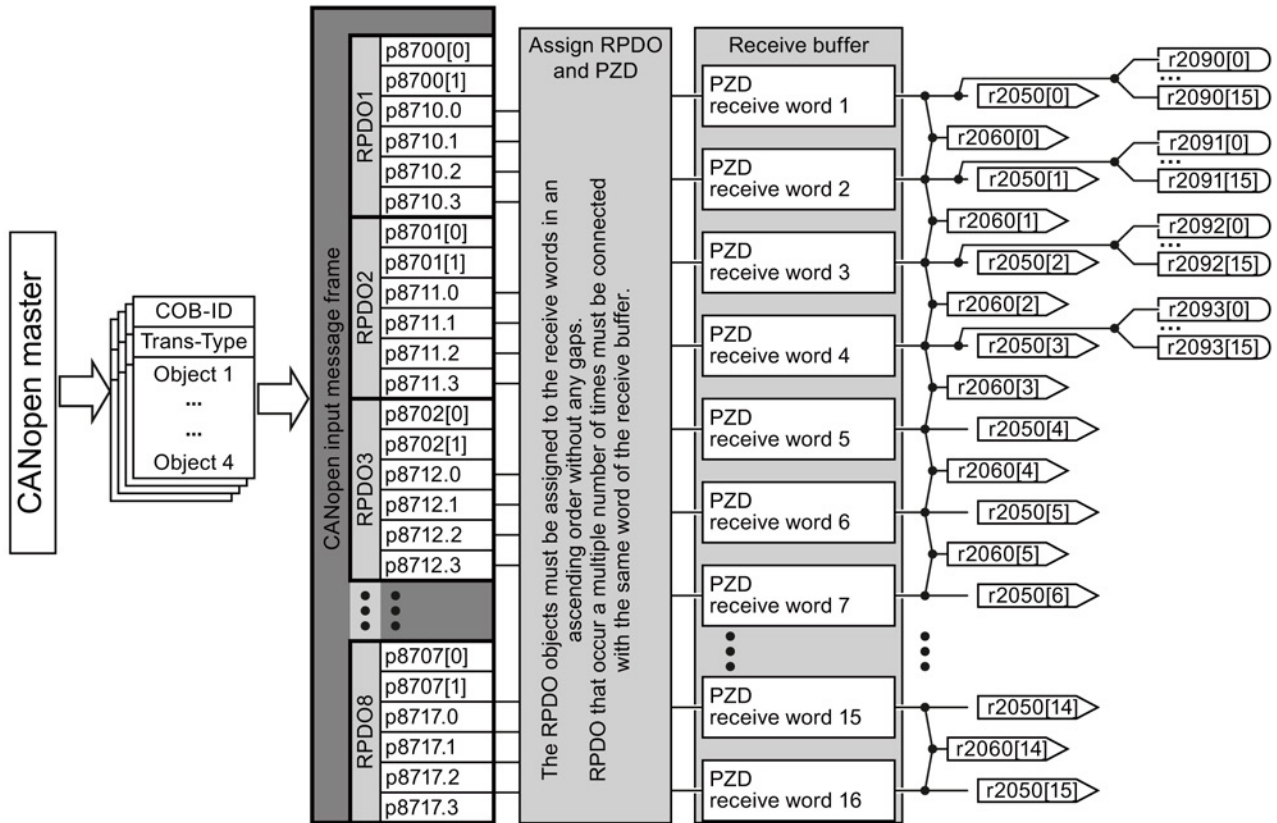 CANopen master
COB-ID
Trans-Type
Object 1
...
...
Object 4
CANopen input message frame
RPDO1
p8700[0]
p8700[1]
p8710.0
p8710.1
p8710.2
p8710.3
RPDO2
p8701[0]
p8701[1]
p8711.0
p8711.1
p8711.2
p8711.3
RPDO3
p8702[0]
p8702[1]
p8712.0
p8712.1
p8712.2
p8712.3
RPDO8
p8707[0]
p8707[1]
p8717.0
p8717.1
p8717.2
p8717.3
Assign RPDO
and PZD
The RPDO objects must be assigned to the receive words in an
ascending order without any gaps.
RPDO that occur a multiple number of times must be connected
with the same word of the receive buffer.
Receive buffer
PZD
receive word 1
PZD
receive word 2
PZD
receive word 3
PZD
receive word 4
PZD
receive word 5
PZD
receive word 6
PZD
receive word 7
PZD
receive word 15
PZD
receive word 16
r2050[0]
r2060[0]
r2050[1]
r2060[1]
r2050[2]
r2060[2]
r2050[3]
r2060[3]
r2050[4]
r2060[4]
r2050[5]
r2060[5]
r2050[6]
r2050[14]
r2060[14]
r2050[15]
r2090[0]
...
r2090[15]
r2091[0]
...
r2091[15]
r2092[0]
...
r2092[15]
r2093[0]
...
r2093[15]